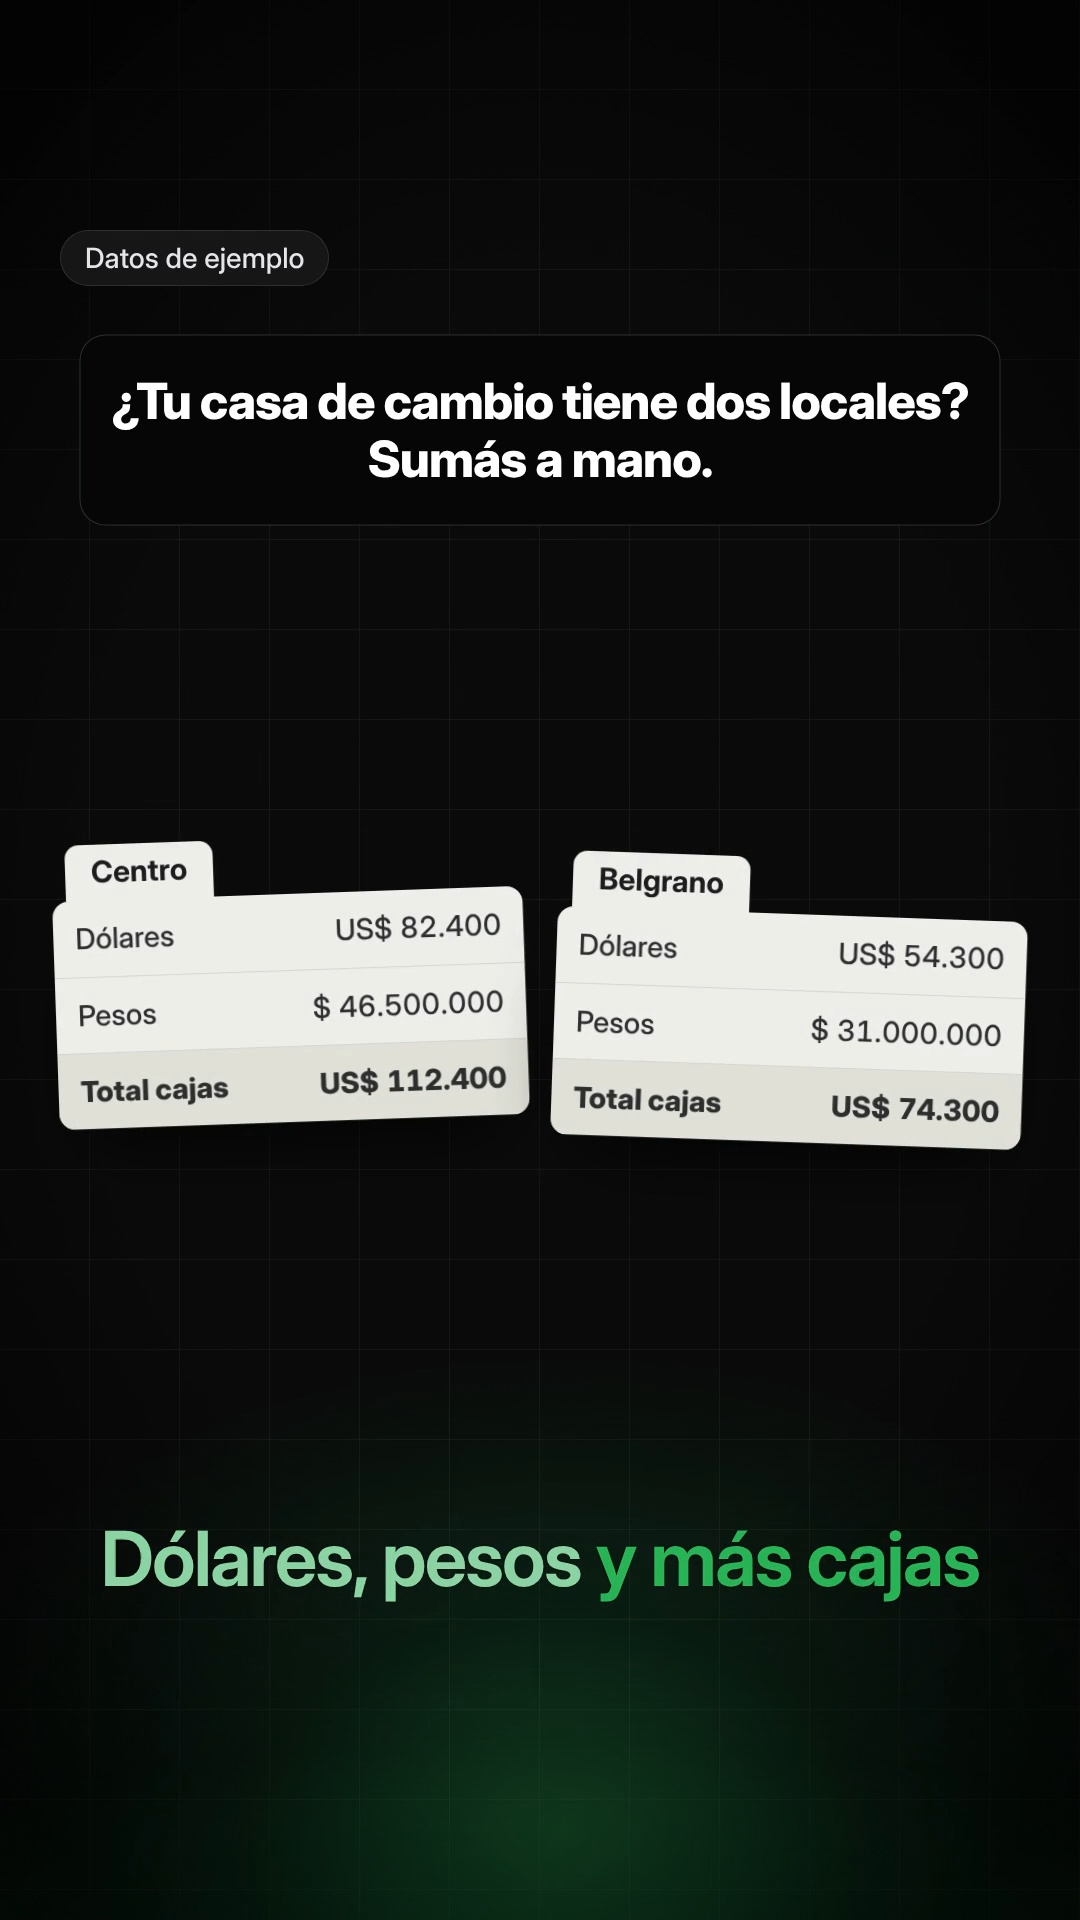 Datos de ejemplo
¿Tu casa de cambio tiene dos locales?
Sumás a mano.
Centro
Dólares US$ 82.400
Pesos $ 46.500.000
Total cajas US$ 112.400
Belgrano
Dólares US$ 54.300
Pesos $ 31.000.000
Total cajas US$ 74.300
Dólares, pesos y más cajas